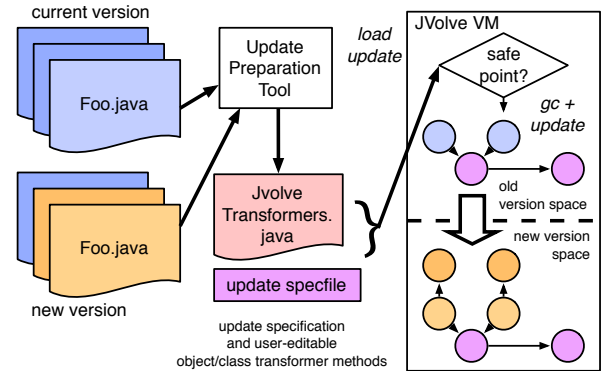 current version
Foo.java
Foo.java
new version
Update
Preparation
Tool
Jvolve
Transformers.
java
update specfile
update specification
and user-editable
object/class transformer methods
load
update
JVolve VM
safe
point?
gc +
update
old
version space
new version
space